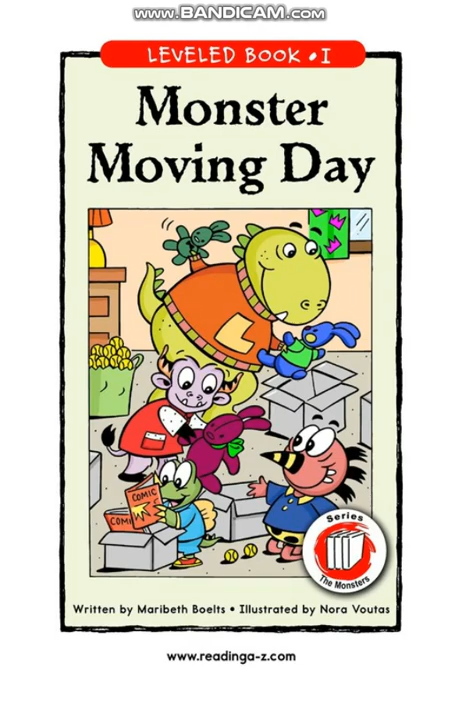 www.BANDICAM.com
LEVELED BOOK • I
Monster
Moving Day
L
COMIC
COMI
Series
The Monsters
Written by Maribeth Boelts • Illustrated by Nora Voutas
www.readinga-z.com